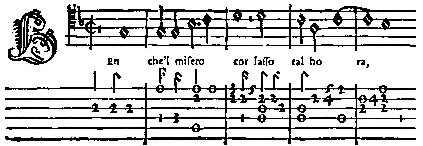 BEn che'l misero cor lasso tal ho ra,